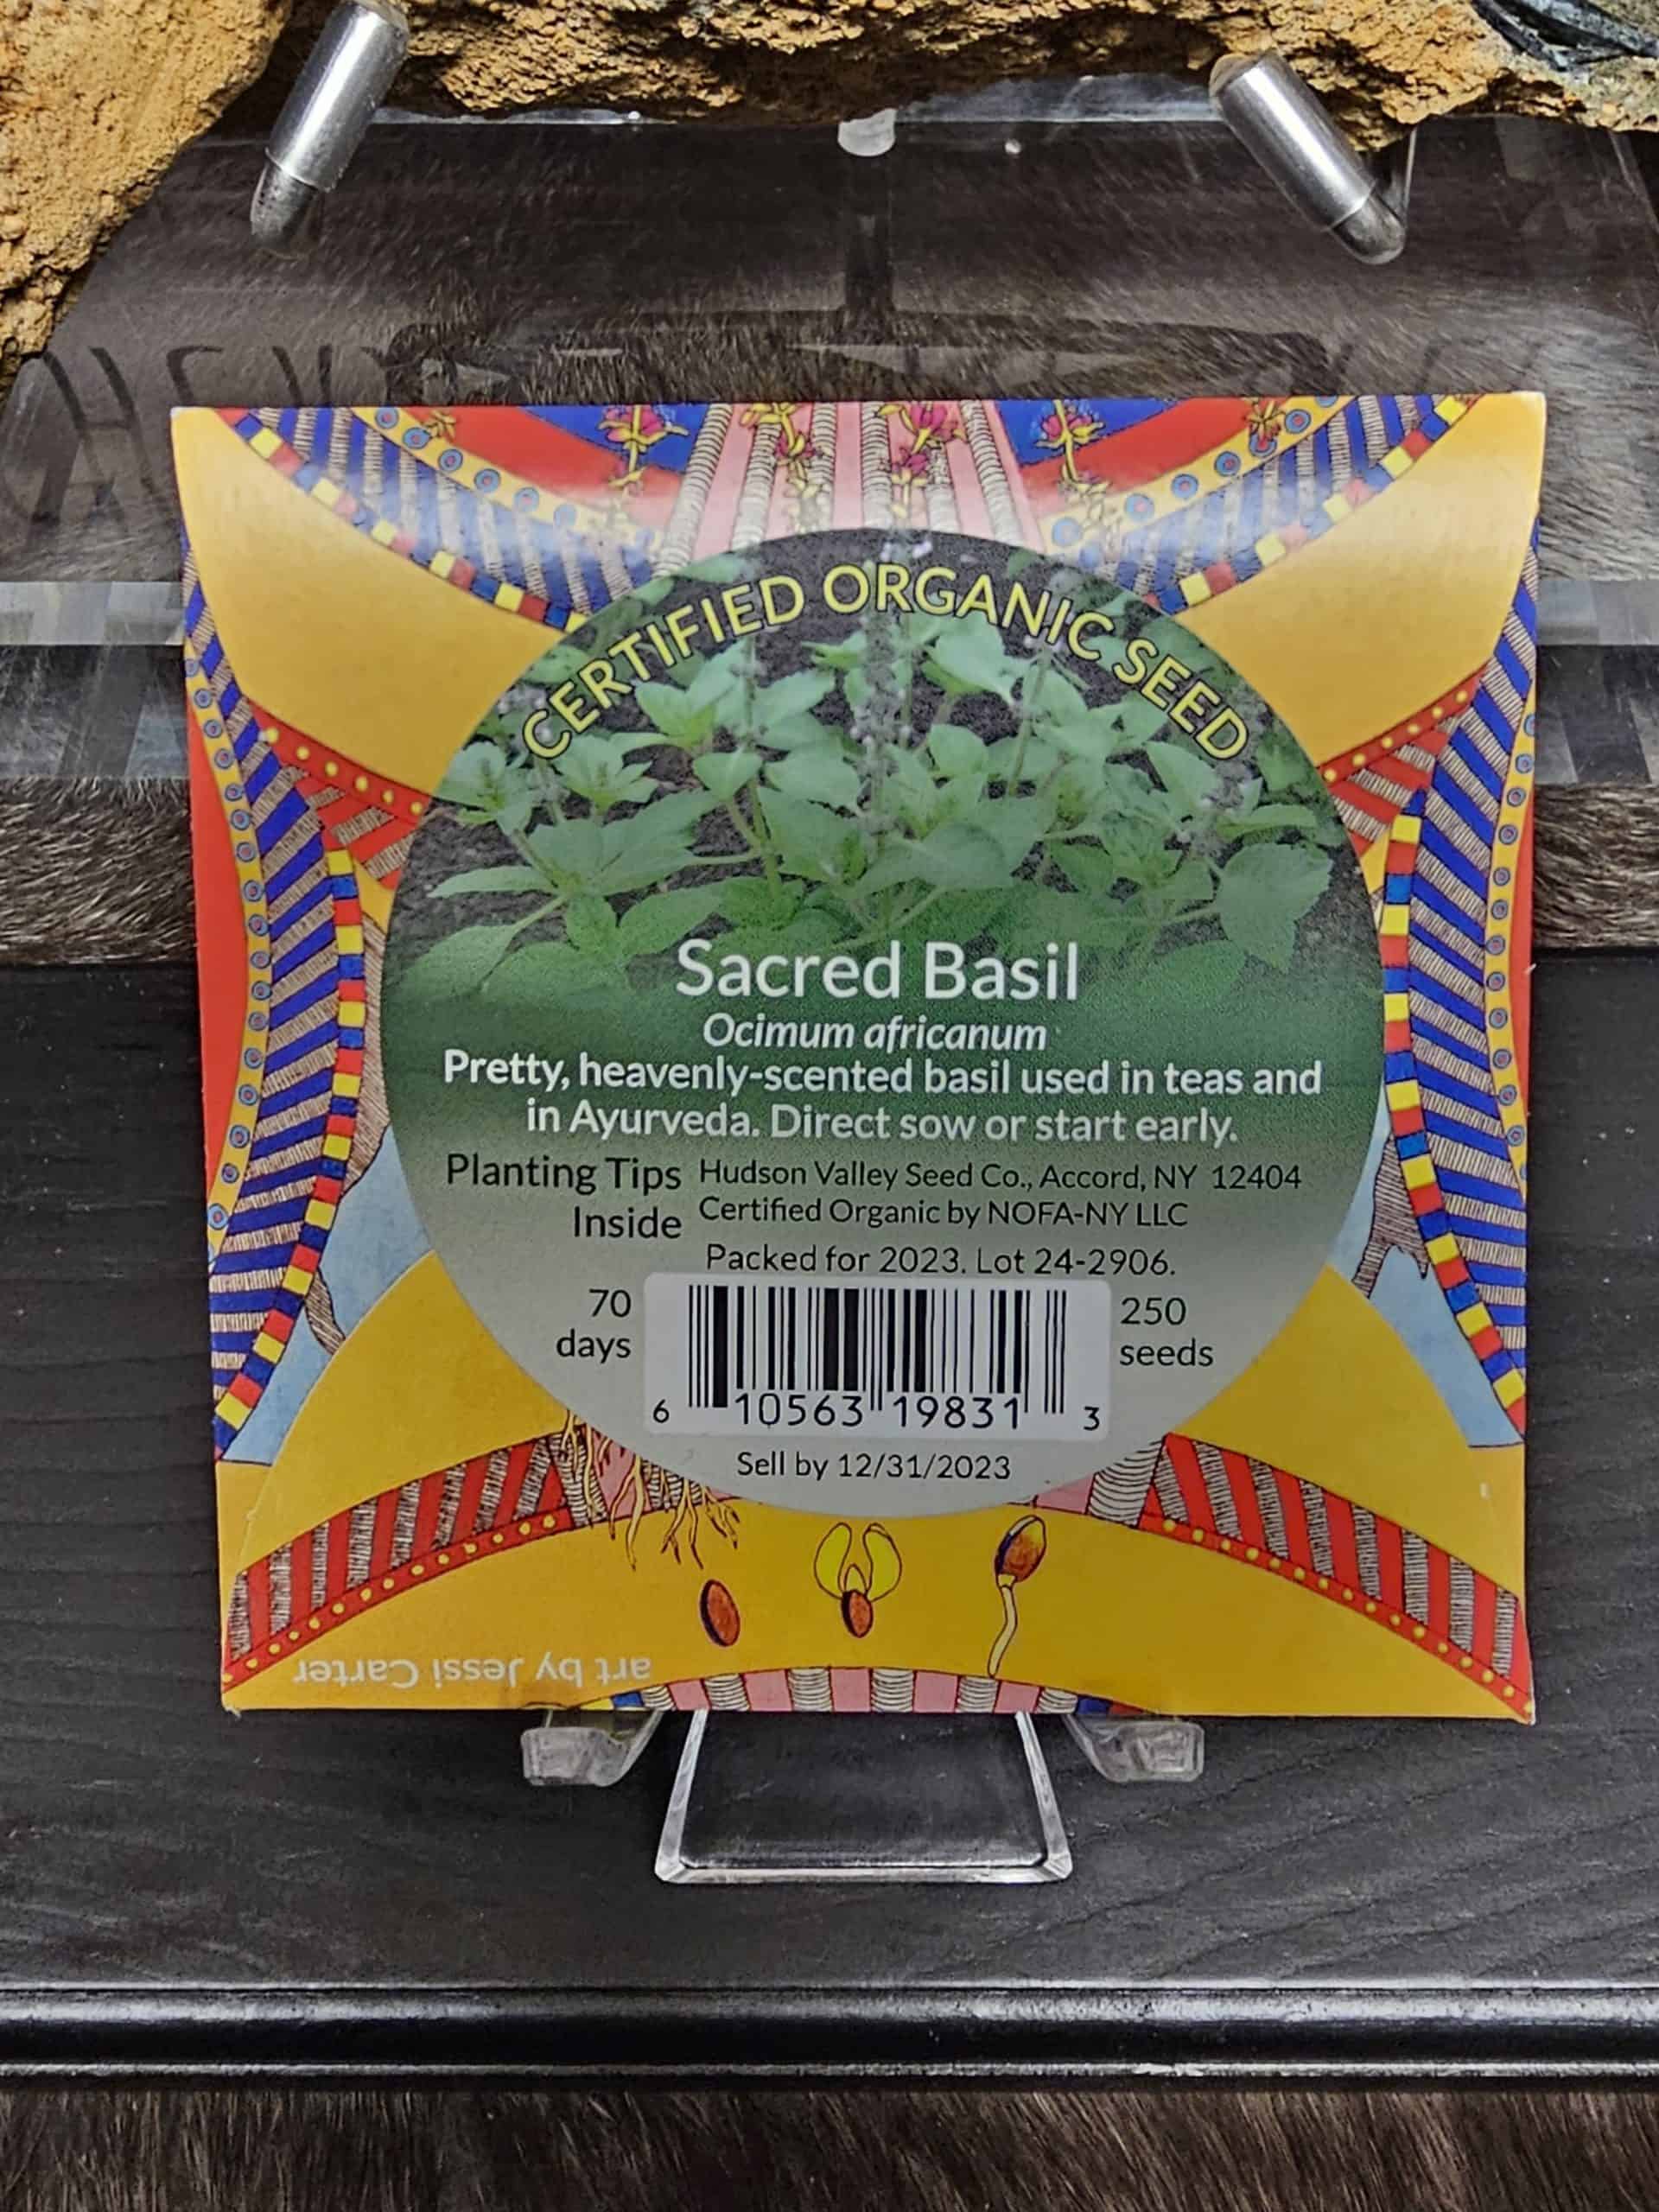 CERTIFIED ORGANIC SEED
Sacred Basil
Ocimum africanum
Pretty, heavenly-scented basil used in teas and
in Ayurveda. Direct sow or start early.
Planting Tips
Inside
Hudson Valley Seed Co., Accord, NY 12404
Certified Organic by NOFA-NY LLC
Packed for 2023. Lot 24-2906.
70
days
250
seeds
6 10563 19831 3
Sell by 12/31/2023
art by Jessi Carter